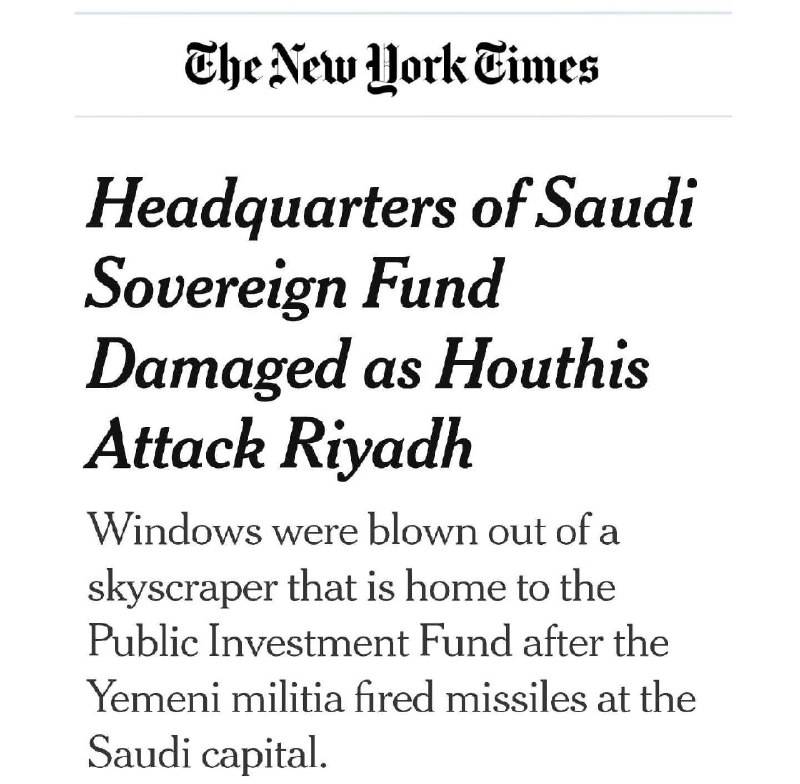 The New York Times
Headquarters of Saudi
Sovereign Fund
Damaged as Houthis
Attack Riyadh
Windows were blown out of a
skyscraper that is home to the
Public Investment Fund after the
Yemeni militia fired missiles at the
Saudi capital.